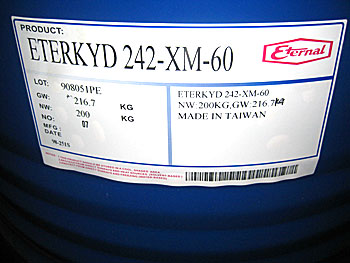 PRODUCT:
ETERKYD 242-XM-60
Eternal
LOT: 908051PE
GW: 216.7 KG
NW: 200 KG
NO: 07
MFG
DATE
ETERKYD 242-XM-60
NW:200KG,GW:216.7KG
MADE IN TAIWAN